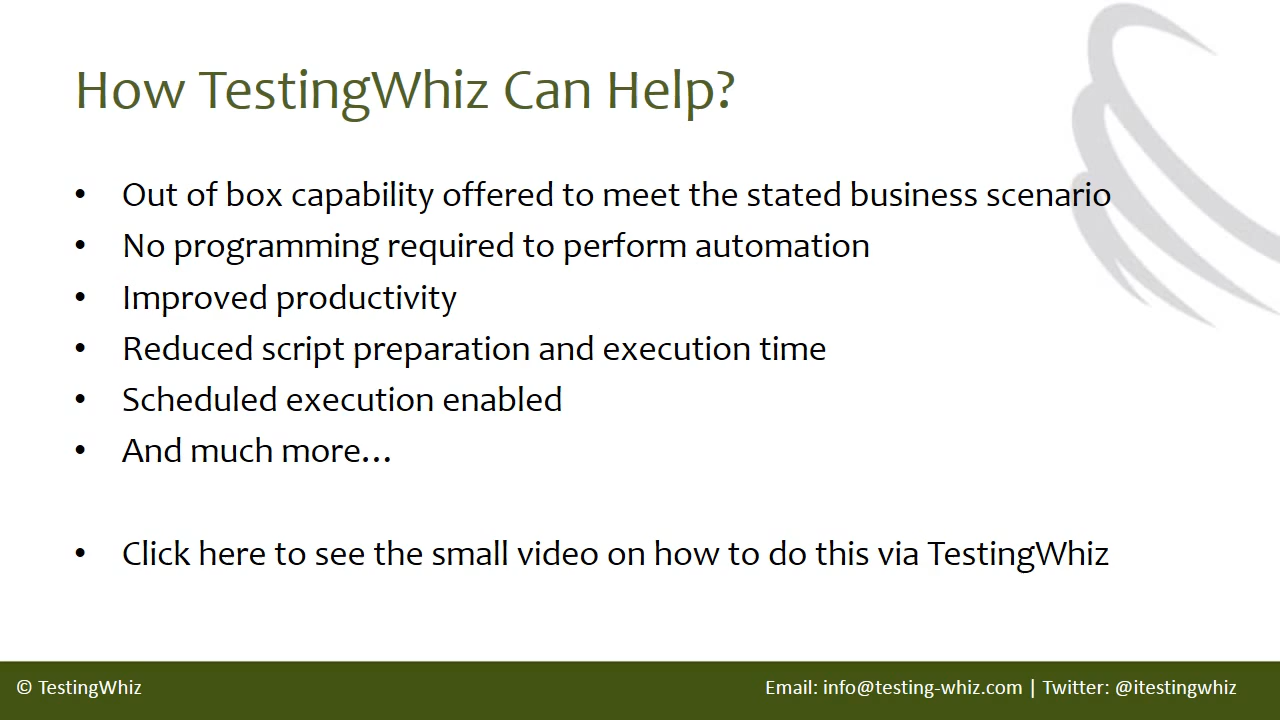 How TestingWhiz Can Help?
• Out of box capability offered to meet the stated business scenario
• No programming required to perform automation
• Improved productivity
• Reduced script preparation and execution time
• Scheduled execution enabled
• And much more…
• Click here to see the small video on how to do this via TestingWhiz
© TestingWhiz
Email: info@testing-whiz.com | Twitter: @itestingwhiz